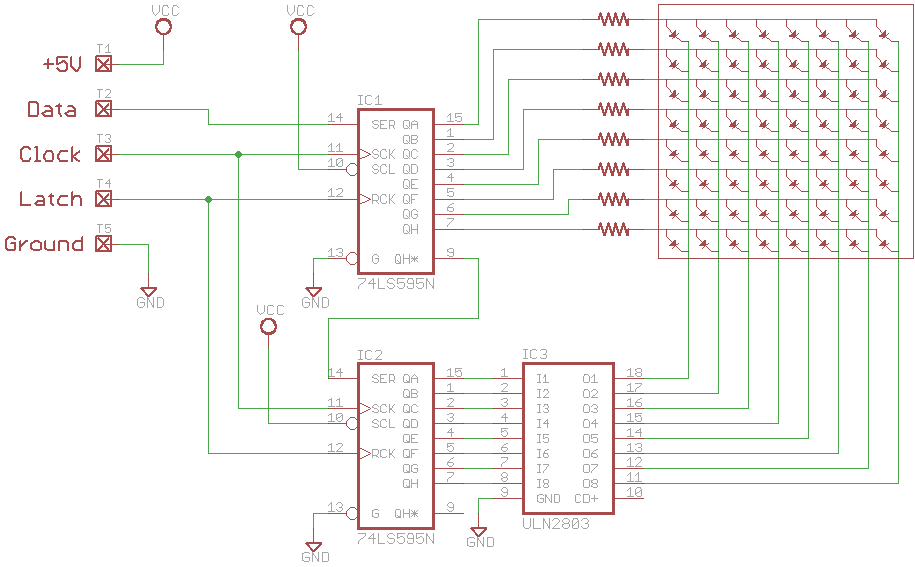 VCC
VCC
T1
+5V
T2
Data
T3
Clock
T4
Latch
T5
Ground
GND
IC1
14 SER QA 15
QB 1
11 SCK QC 2
10 SCL QD 3
QE 4
12 RCK QF 5
QG 6
QH 7
13 G QH* 9
74LS595N
GND
VCC
IC2
14 SER QA 15
QB 1
11 SCK QC 2
10 SCL QD 3
QE 4
12 RCK QF 5
QG 6
QH 7
13 G QH* 9
74LS595N
GND
IC3
1 I1 O1 18
2 I2 O2 17
3 I3 O3 16
4 I4 O4 15
5 I5 O5 14
6 I6 O6 13
7 I7 O7 12
8 I8 O8 11
9 GND CD+ 10
ULN2803
GND